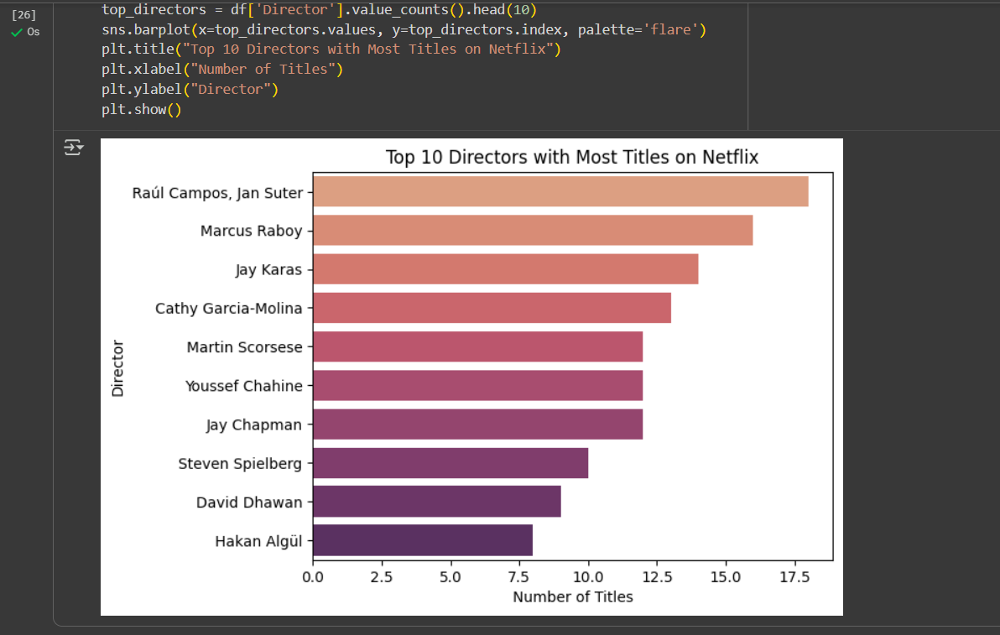 [26]
0s
top_directors = df['Director'].value_counts().head(10)
sns.barplot(x=top_directors.values, y=top_directors.index, palette='flare')
plt.title("Top 10 Directors with Most Titles on Netflix")
plt.xlabel("Number of Titles")
plt.ylabel("Director")
plt.show()
Top 10 Directors with Most Titles on Netflix
Director
Raúl Campos, Jan Suter
Marcus Raboy
Jay Karas
Cathy Garcia-Molina
Martin Scorsese
Youssef Chahine
Jay Chapman
Steven Spielberg
David Dhawan
Hakan Algül
0.0 2.5 5.0 7.5 10.0 12.5 15.0 17.5
Number of Titles